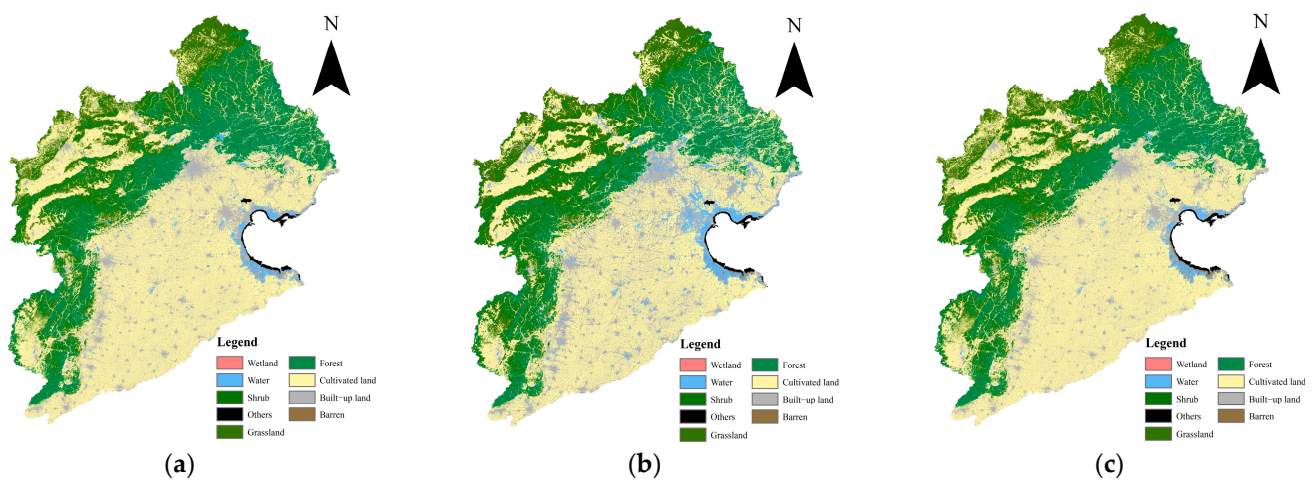 N
N
N
Legend
Wetland Forest
Water Cultivated land
Shrub Built-up land
Others Barren
Grassland
Legend
Wetland Forest
Water Cultivated land
Shrub Built-up land
Others Barren
Grassland
Legend
Wetland Forest
Water Cultivated land
Shrub Built-up land
Others Barren
Grassland
(a) (b) (c)